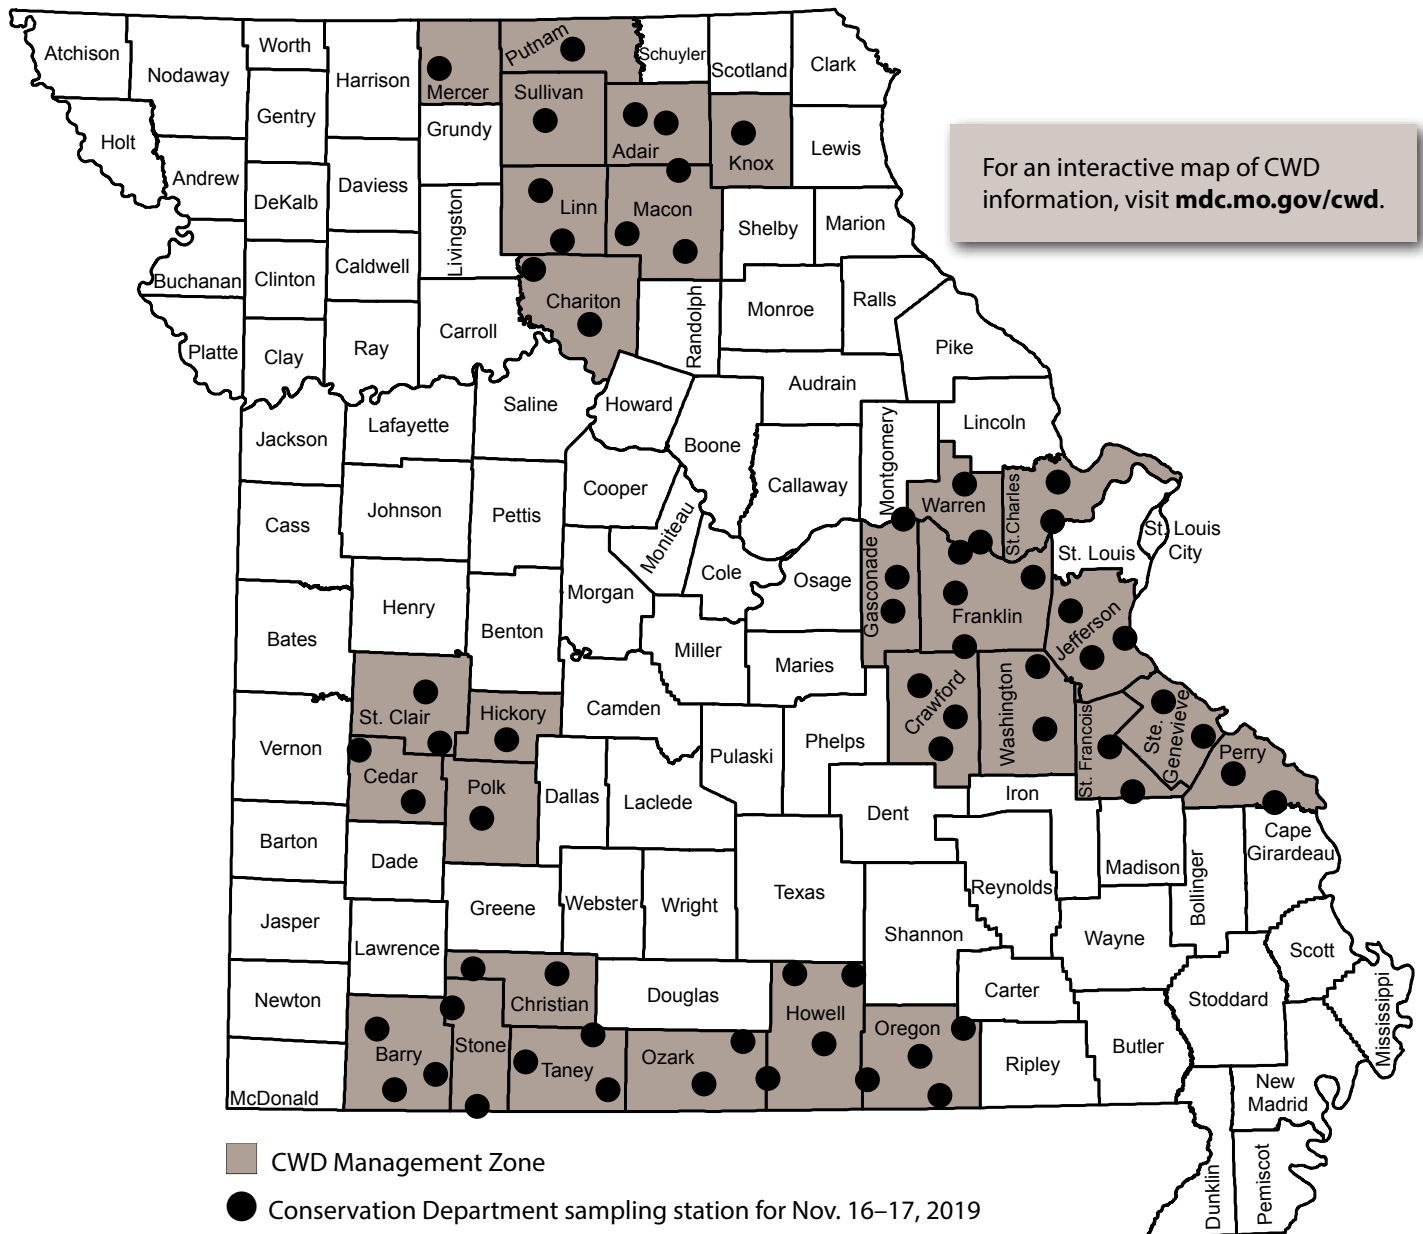 Atchison
Nodaway
Worth
Harrison
Mercer
Putnam
Schuyler
Scotland
Clark
Holt
Andrew
Gentry
DeKalb
Daviess
Grundy
Sullivan
Adair
Knox
Lewis
For an interactive map of CWD
information, visit mdc.mo.gov/cwd.
Buchanan
Clinton
Caldwell
Livingston
Linn
Macon
Shelby
Marion
Platte
Clay
Ray
Carroll
Chariton
Randolph
Monroe
Ralls
Pike
Jackson
Lafayette
Saline
Howard
Boone
Audrain
Callaway
Montgomery
Lincoln
Cass
Johnson
Pettis
Cooper
Moniteau
Cole
Osage
Gasconade
Warren
St.Charles
St. Louis
St. Louis
City
Franklin
Jefferson
Bates
Henry
Benton
Morgan
Miller
Maries
Camden
St. Clair
Hickory
Vernon
Cedar
Polk
Dallas
Laclede
Pulaski
Phelps
Crawford
Washington
St. Francois
Ste.
Genevieve
Perry
Barton
Dade
Dent
Iron
Madison
Bollinger
Cape
Girardeau
Jasper
Lawrence
Greene
Webster
Wright
Texas
Shannon
Reynolds
Wayne
Scott
Mississippi
Newton
Christian
Douglas
Howell
Carter
Stoddard
Barry
Stone
Taney
Ozark
Oregon
Ripley
Butler
McDonald
New
Madrid
Dunklin
Pemiscot
CWD Management Zone
Conservation Department sampling station for Nov. 16–17, 2019